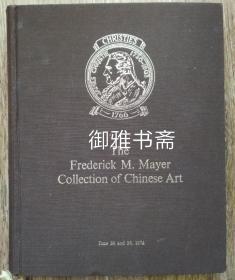 CHRISTIE'S
1766
御雅书斋
The
Frederick M. Mayer
Collection of Chinese Art
June 24 and 25, 1974